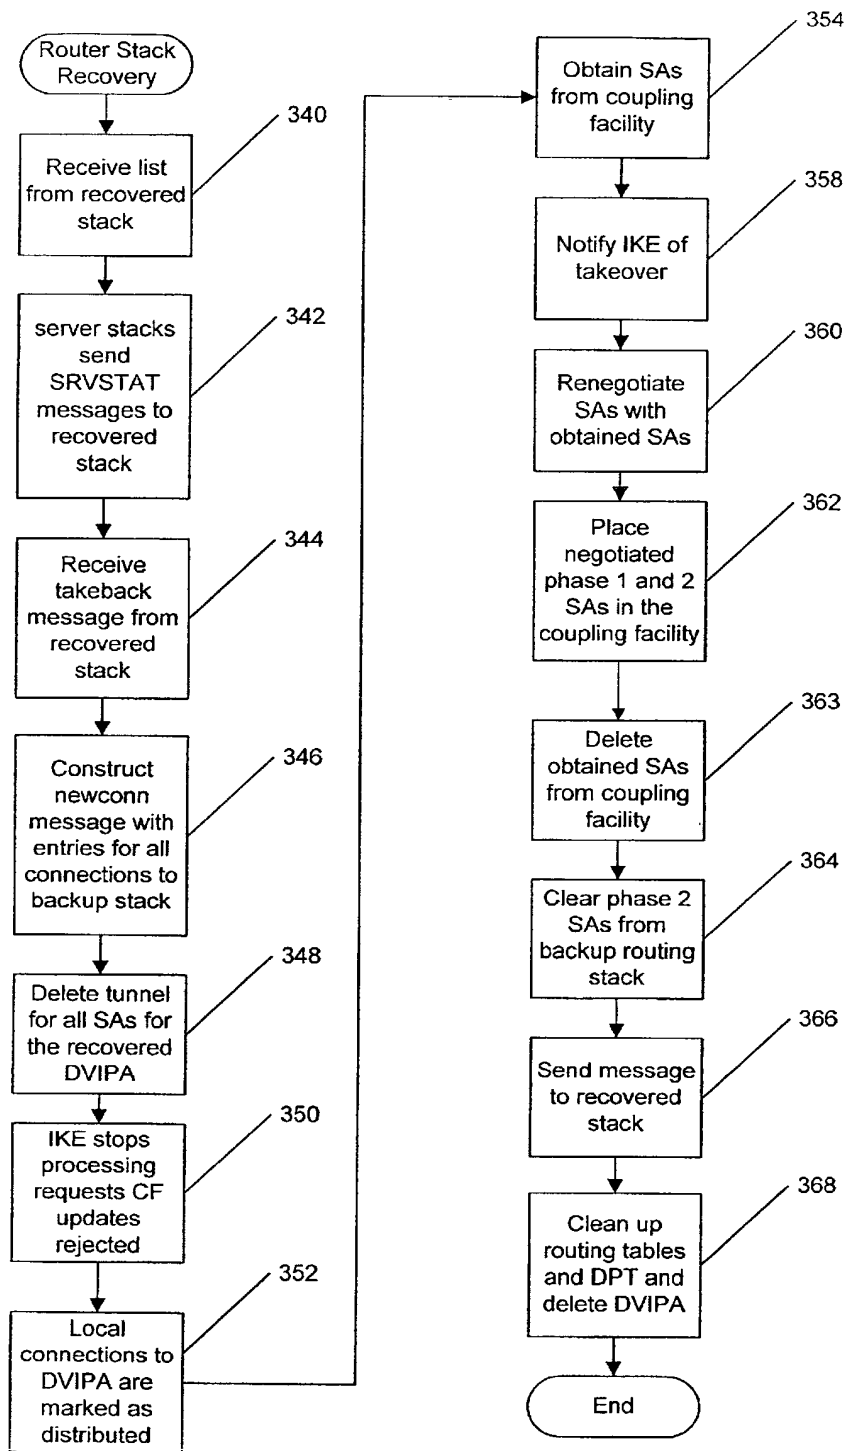 Router Stack
Recovery
340
Receive list
from recovered
stack
342
server stacks
send
SRVSTAT
messages to
recovered
stack
344
Receive
takeback
message from
recovered
stack
346
Construct
newconn
message with
entries for all
connections to
backup stack
348
Delete tunnel
for all SAs for
the recovered
DVIPA
350
IKE stops
processing
requests CF
updates
rejected
352
Local
connections to
DVIPA are
marked as
distributed
354
Obtain SAs
from coupling
facility
358
Notify IKE of
takeover
360
Renegotiate
SAs with
obtained SAs
362
Place
negotiated
phase 1 and 2
SAs in the
coupling facility
363
Delete
obtained SAs
from coupling
facility
364
Clear phase 2
SAs from
backup routing
stack
366
Send message
to recovered
stack
368
Clean up
routing tables
and DPT and
delete DVIPA
End